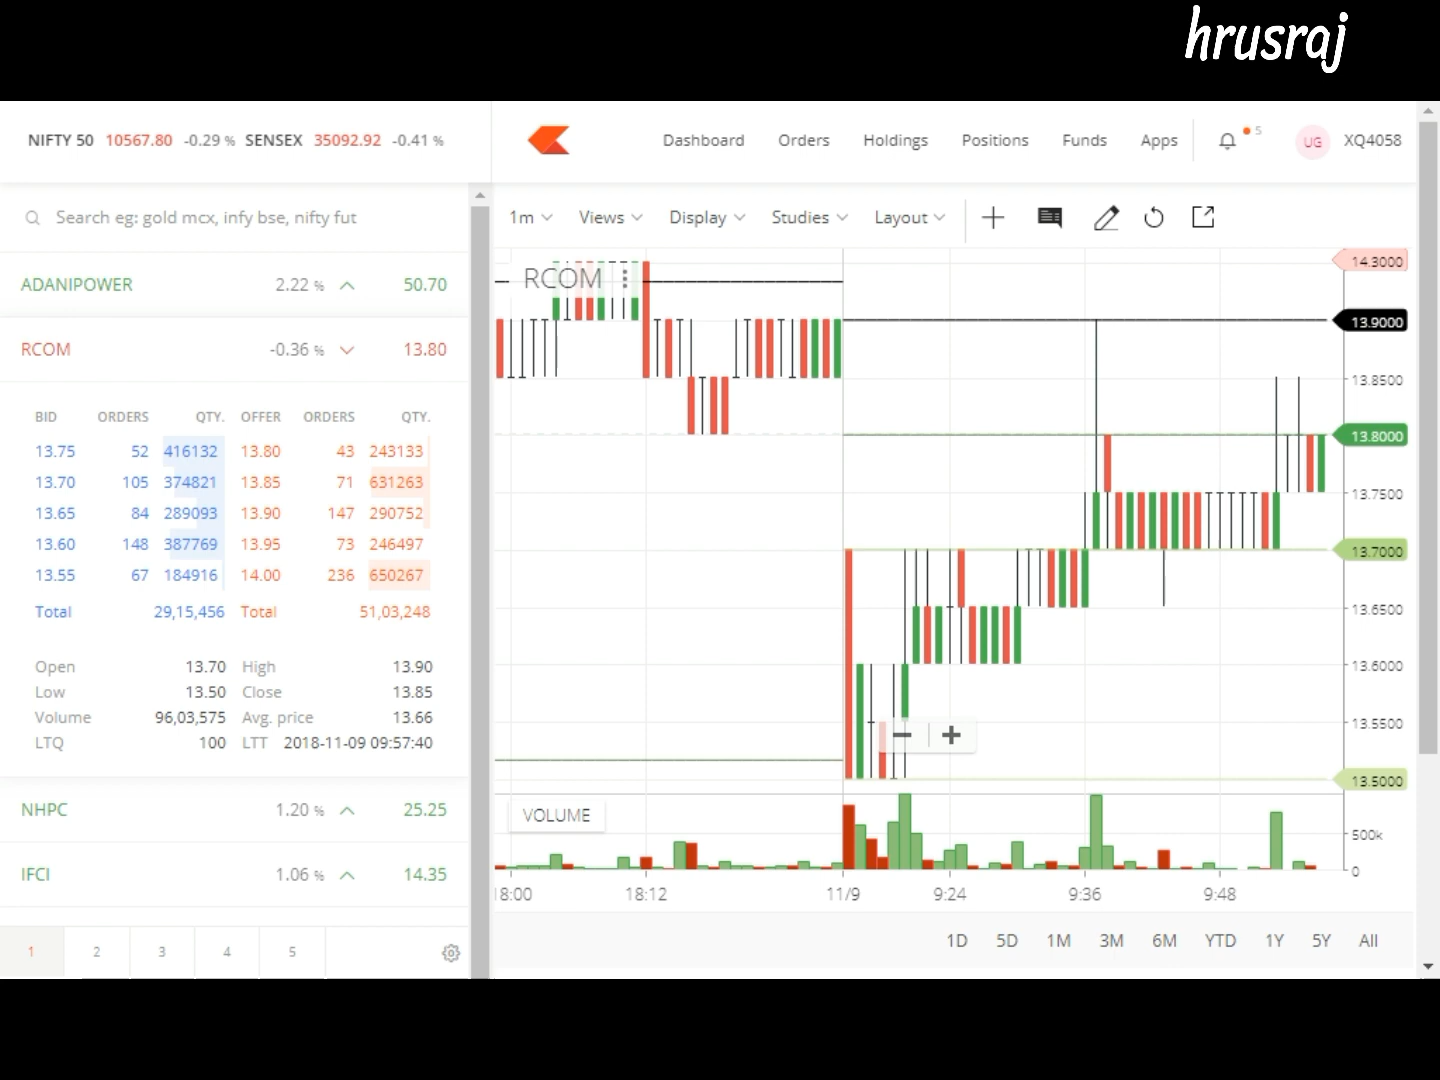 hrusraj
NIFTY 50 10567.80 -0.29 % SENSEX 35092.92 -0.41 %
Dashboard Orders Holdings Positions Funds Apps 5 UG XQ4058
Search eg: gold mcx, infy bse, nifty fut
1m Views Display Studies Layout
ADANIPOWER 2.22 % 50.70
RCOM -0.36 % 13.80
BID ORDERS QTY. OFFER ORDERS QTY.
13.75 52 416132 13.80 43 243133
13.70 105 374821 13.85 71 631263
13.65 84 289093 13.90 147 290752
13.60 148 387769 13.95 73 246497
13.55 67 184916 14.00 236 650267
Total 29,15,456 Total 51,03,248
Open 13.70 High 13.90
Low 13.50 Close 13.85
Volume 96,03,575 Avg. price 13.66
LTQ 100 LTT 2018-11-09 09:57:40
NHPC 1.20 % 25.25
IFCI 1.06 % 14.35
1 2 3 4 5
RCOM
14.3000
13.9000
13.8500
13.8000
13.7500
13.7000
13.6500
13.6000
13.5500
13.5000
VOLUME
500k
0
18:00 18:12 11/9 9:24 9:36 9:48
1D 5D 1M 3M 6M YTD 1Y 5Y All